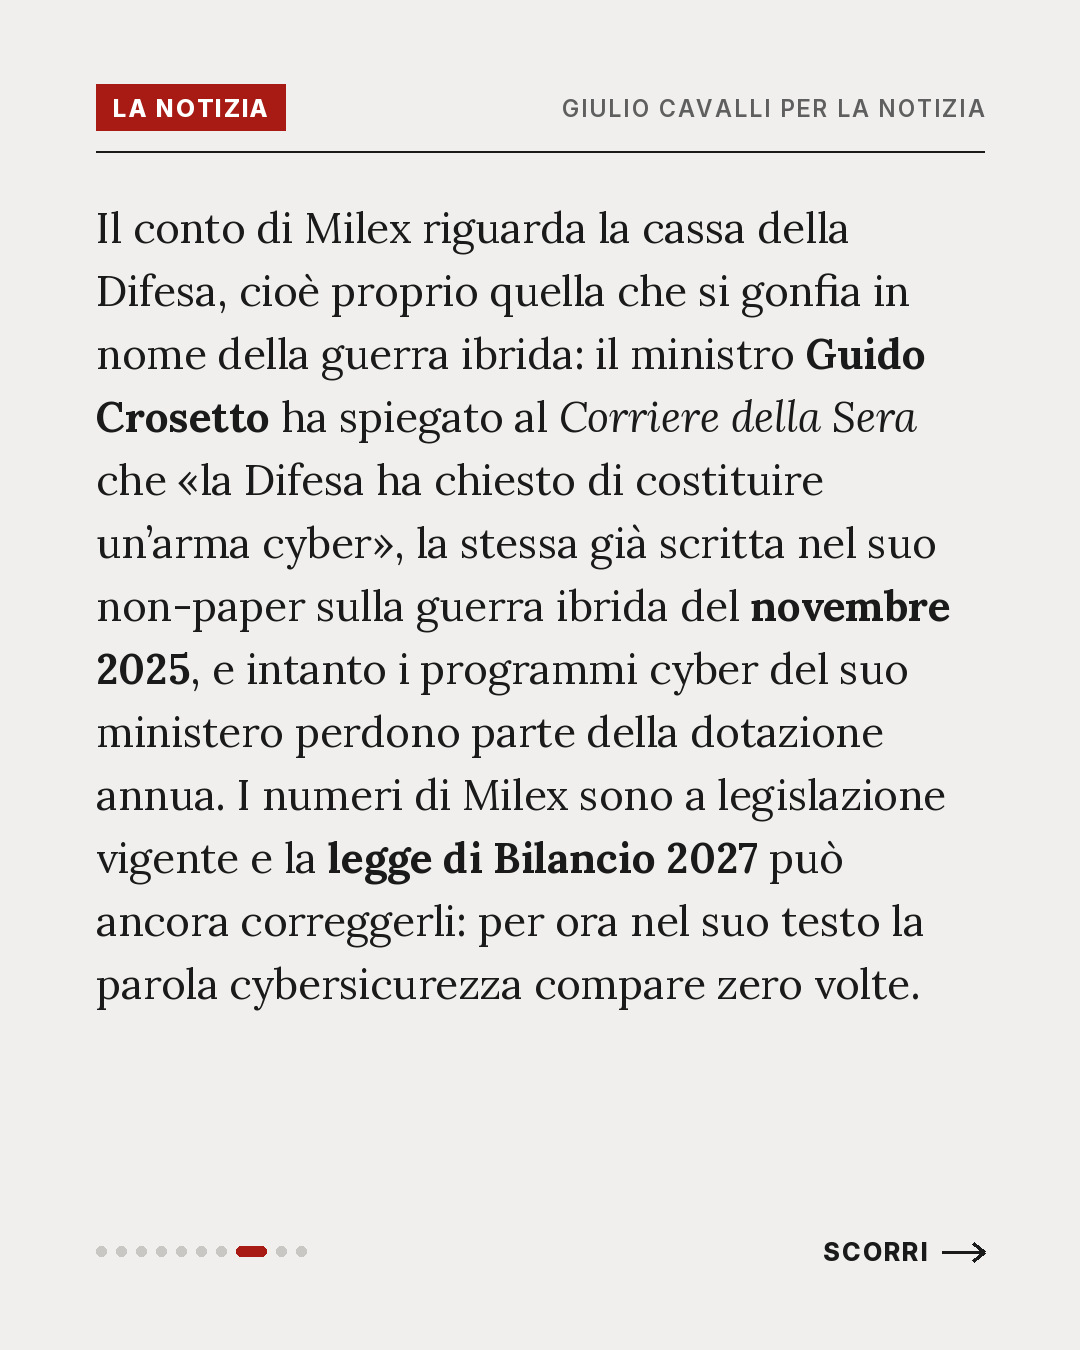 LA NOTIZIA
GIULIO CAVALLI PER LA NOTIZIA
Il conto di Milex riguarda la cassa della
Difesa, cioè proprio quella che si gonfia in
nome della guerra ibrida: il ministro Guido
Crosetto ha spiegato al Corriere della Sera
che «la Difesa ha chiesto di costituire
un’arma cyber», la stessa già scritta nel suo
non-paper sulla guerra ibrida del novembre
2025, e intanto i programmi cyber del suo
ministero perdono parte della dotazione
annua. I numeri di Milex sono a legislazione
vigente e la legge di Bilancio 2027 può
ancora correggerli: per ora nel suo testo la
parola cybersicurezza compare zero volte.
SCORRI